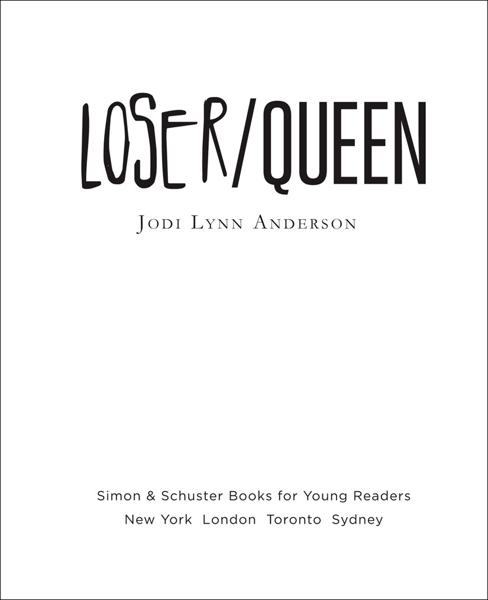 LOSER/QUEEN
JODI LYNN ANDERSON
Simon & Schuster Books for Young Readers
New York London Toronto Sydney